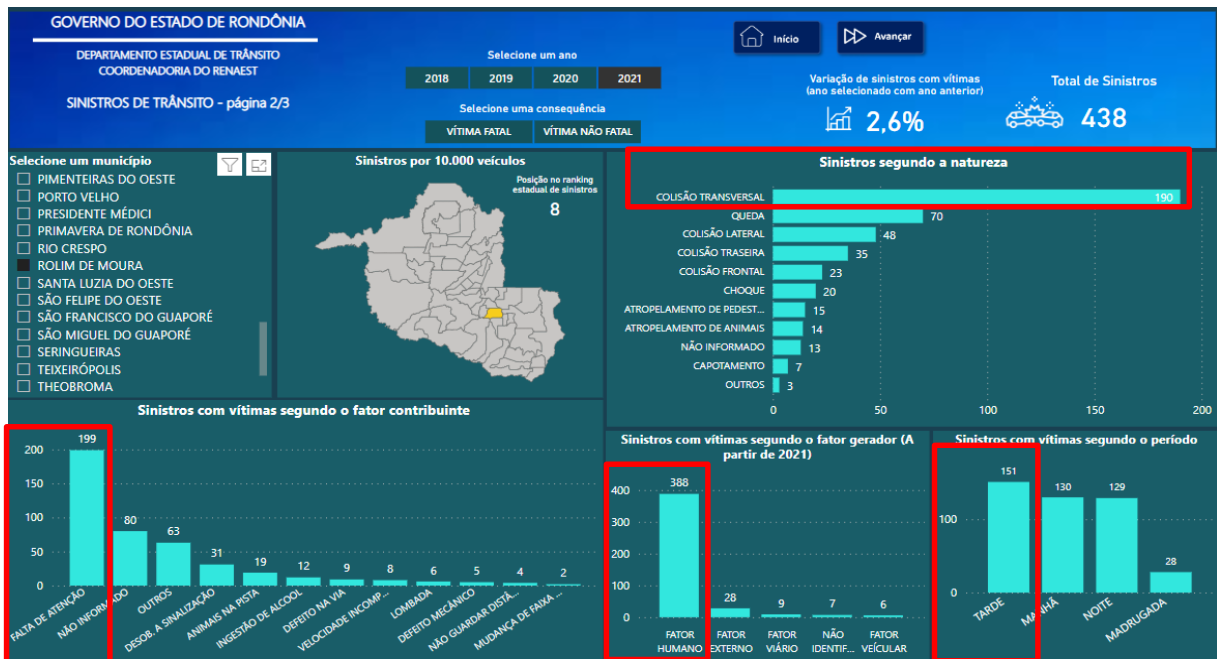 GOVERNO DO ESTADO DE RONDÔNIA
DEPARTAMENTO ESTADUAL DE TRÂNSITO
COORDENADORIA DO RENAEST
SINISTROS DE TRÂNSITO - página 2/3
Selecione um ano
2018 2019 2020 2021
Selecione uma consequência
VÍTIMA FATAL VÍTIMA NÃO FATAL
Início
Avançar
Variação de sinistros com vítimas
(ano selecionado com ano anterior)
2,6%
Total de Sinistros
438
Selecione um município
PIMENTEIRAS DO OESTE
PORTO VELHO
PRESIDENTE MÉDICI
PRIMAVERA DE RONDÔNIA
RIO CRESPO
ROLIM DE MOURA
SANTA LUZIA DO OESTE
SÃO FELIPE DO OESTE
SÃO FRANCISCO DO GUAPORÉ
SÃO MIGUEL DO GUAPORÉ
SERINGUEIRAS
TEIXEIRÓPOLIS
THEOBROMA
Sinistros por 10.000 veículos
Posição no ranking
estadual de sinistros
8
Sinistros segundo a natureza
COLISÃO TRANSVERSAL 190
QUEDA 70
COLISÃO LATERAL 48
COLISÃO TRASEIRA 35
COLISÃO FRONTAL 23
CHOQUE 20
ATROPELAMENTO DE PEDEST... 15
ATROPELAMENTO DE ANIMAIS 14
NÃO INFORMADO 13
CAPOTAMENTO 7
OUTROS 3
0 50 100 150 200
Sinistros com vítimas segundo o fator contribuinte
200
150
100
50
0
199 80 63 31 19 12 9 8 6 5 4 2
FALTA DE ATENÇÃO
NÃO INFORMADO
OUTROS
DESOB. A SINALIZAÇÃO
ANIMAIS NA PISTA
INGESTÃO DE ALCOOL
DEFEITO NA VIA
VELOCIDADE INCOMP...
LOMBADA
DEFEITO MECÂNICO
NÃO GUARDAR DISTÂ...
MUDANÇA DE FAIXA ...
Sinistros com vítimas segundo o fator gerador (A
partir de 2021)
400
300
200
100
0
388 28 9 7 6
FATOR FATOR FATOR NÃO FATOR
HUMANO EXTERNO VIÁRIO IDENTIF... VEÍCULAR
Sinistros com vítimas segundo o período
100
0
151 130 129 28
TARDE
MANHÃ
NOITE
MADRUGADA